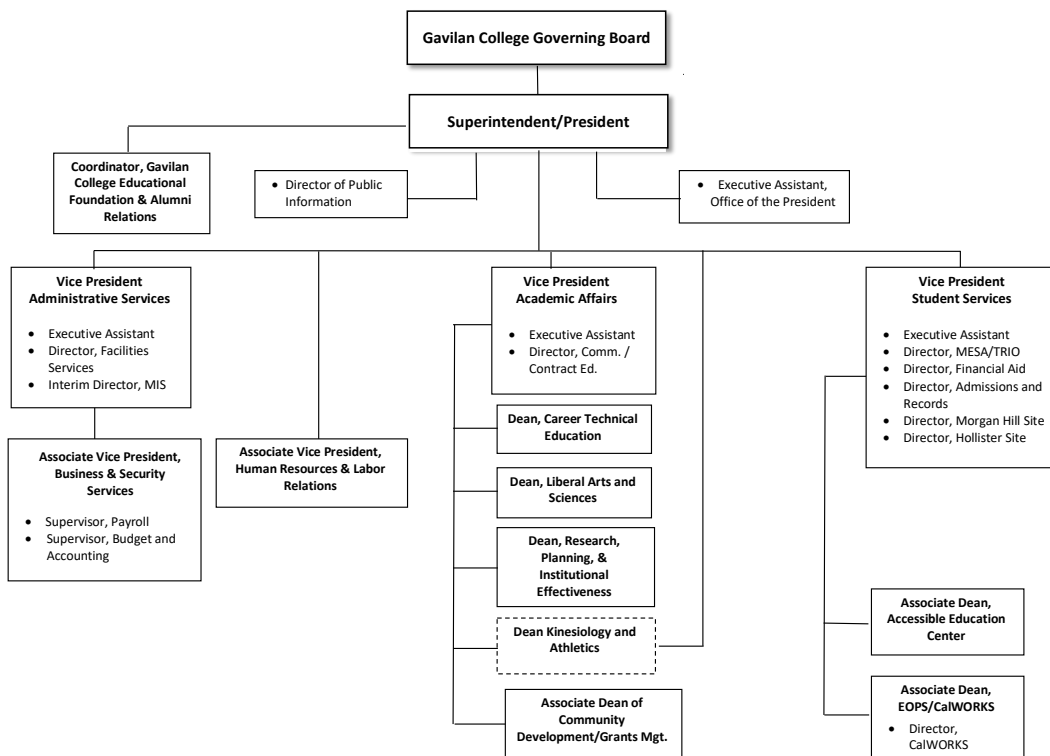 Gavilan College Governing Board
Superintendent/President
Coordinator, Gavilan
College Educational
Foundation & Alumni
Relations
• Director of Public
Information
• Executive Assistant,
Office of the President
Vice President
Administrative Services
• Executive Assistant
• Director, Facilities
Services
• Interim Director, MIS
Associate Vice President,
Business & Security
Services
• Supervisor, Payroll
• Supervisor, Budget and
Accounting
Associate Vice President,
Human Resources & Labor
Relations
Vice President
Academic Affairs
• Executive Assistant
• Director, Comm. /
Contract Ed.
Dean, Career Technical
Education
Dean, Liberal Arts and
Sciences
Dean, Research,
Planning, &
Institutional
Effectiveness
Dean Kinesiology and
Athletics
Associate Dean of
Community
Development/Grants Mgt.
Vice President
Student Services
• Executive Assistant
• Director, MESA/TRIO
• Director, Financial Aid
• Director, Admissions and
Records
• Director, Morgan Hill Site
• Director, Hollister Site
Associate Dean,
Accessible Education
Center
Associate Dean,
EOPS/CalWORKS
• Director,
CalWORKS